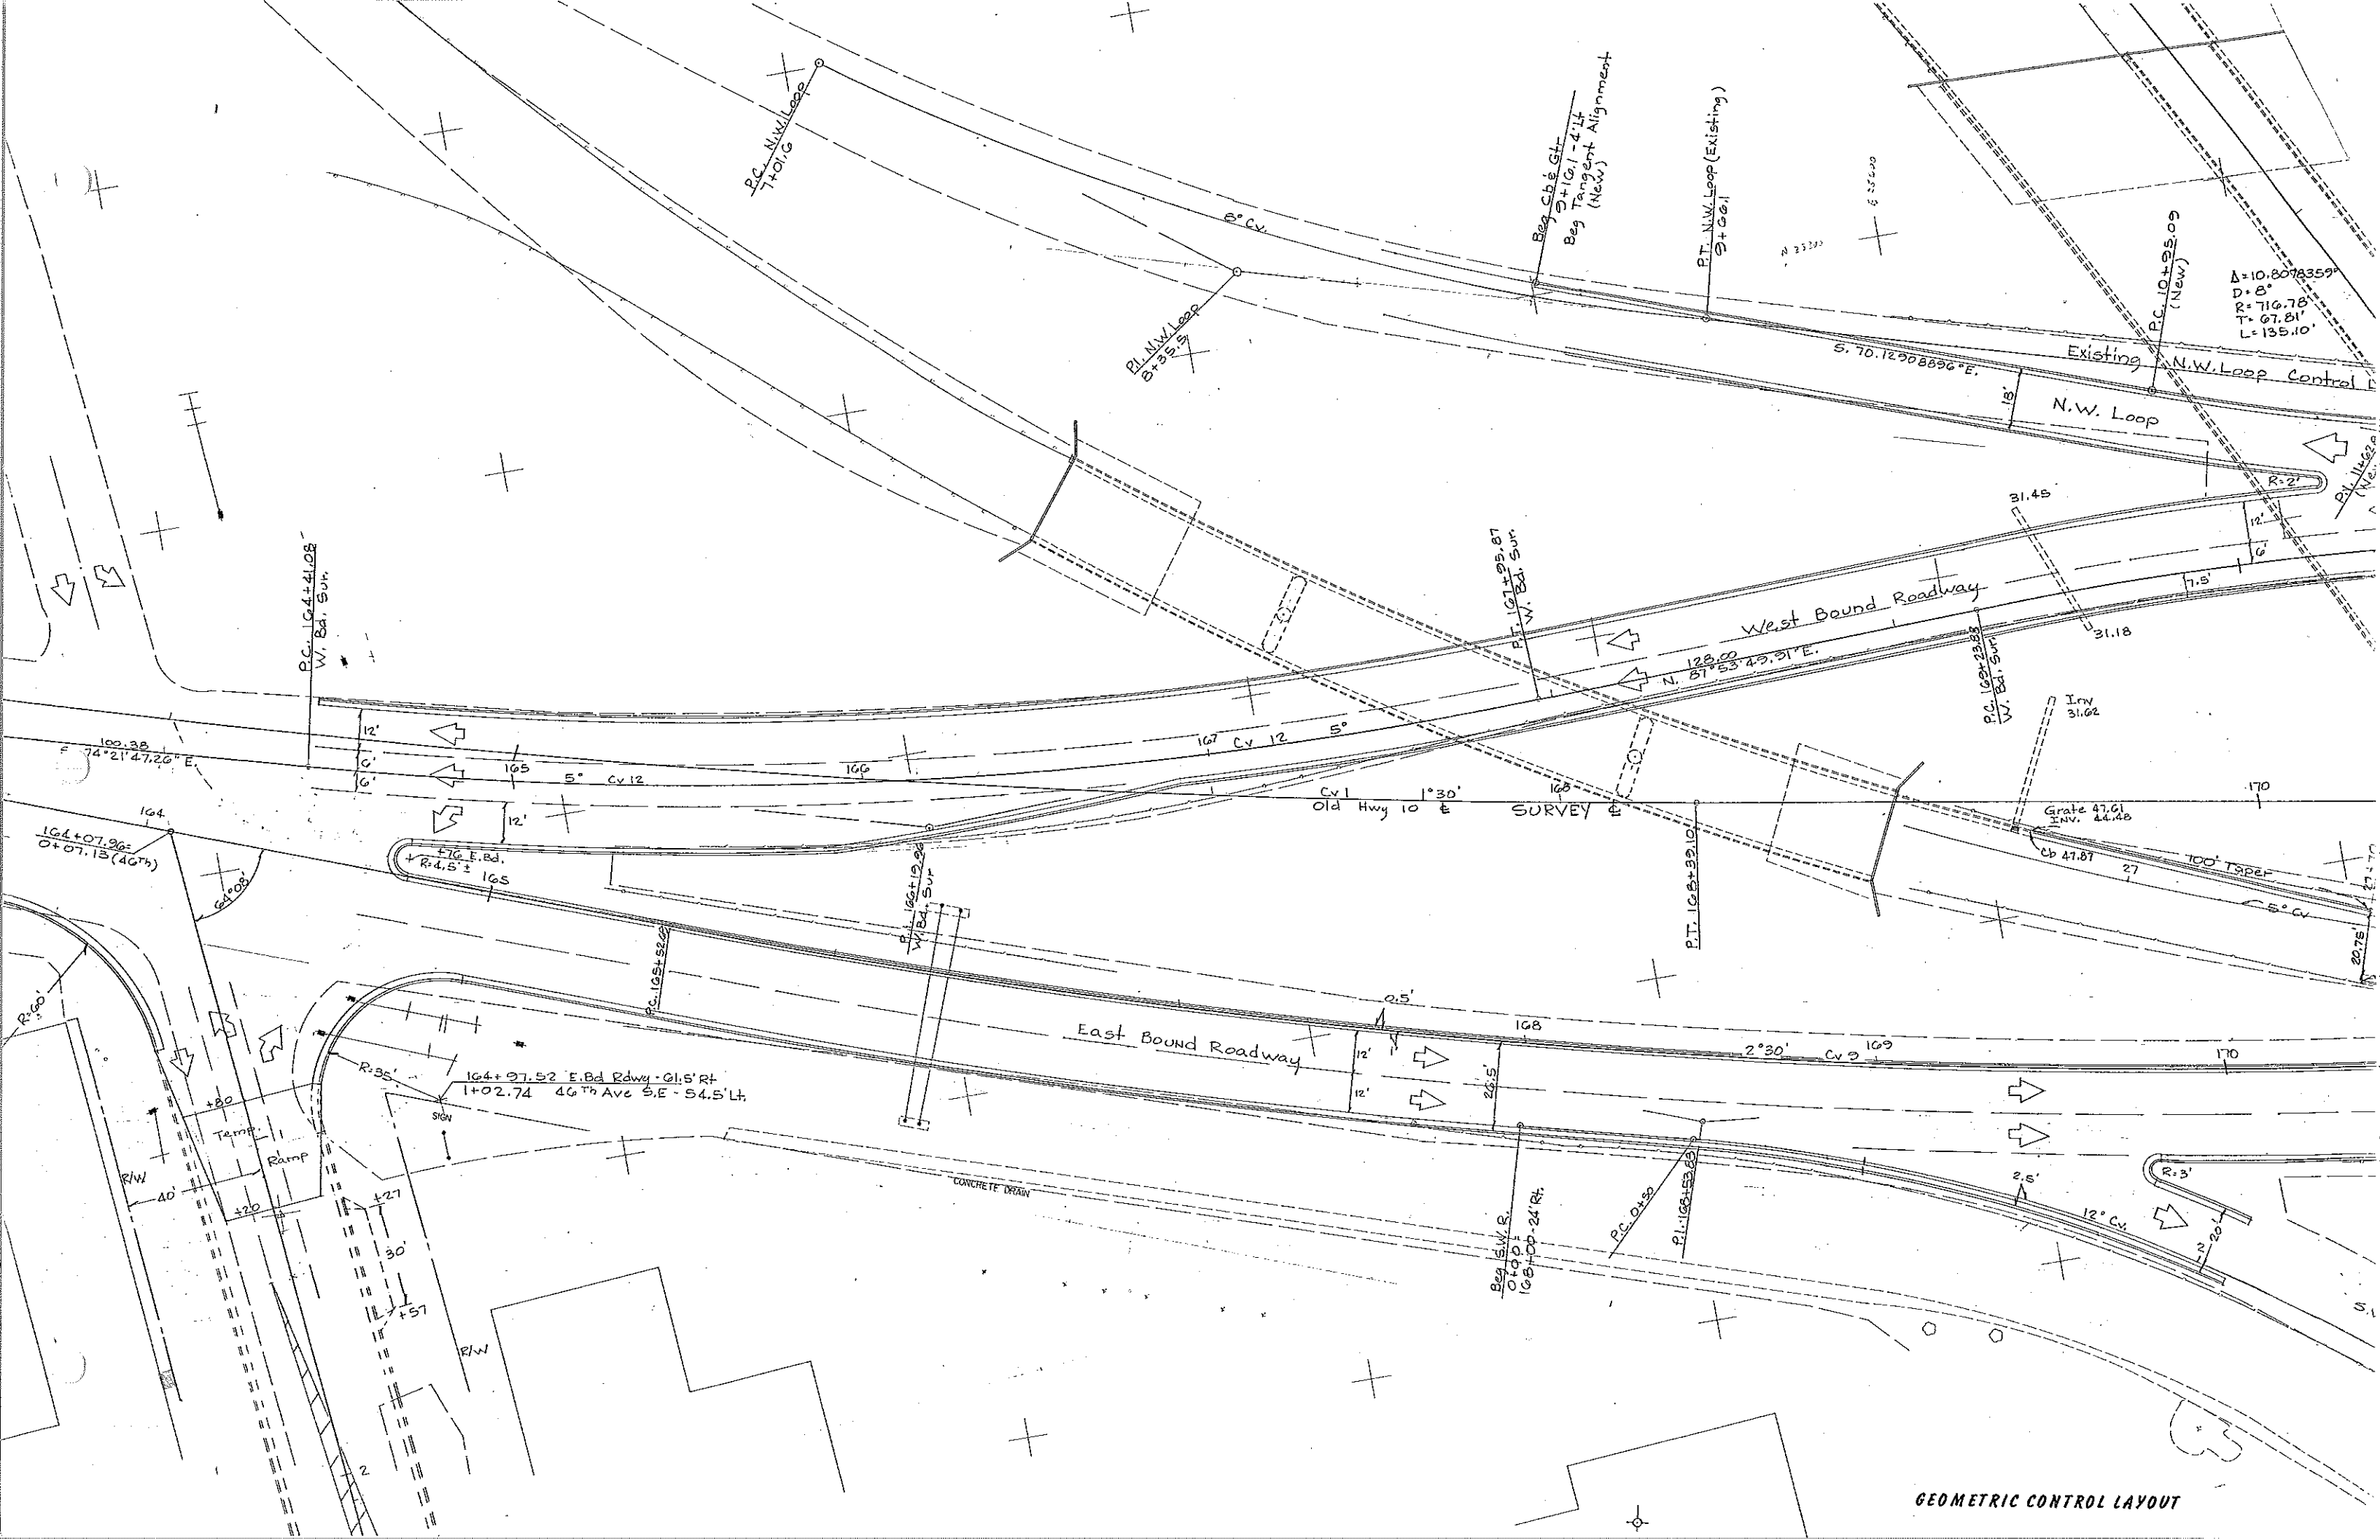 P.C. N.W. Loop
7+01.6
8° Cv.
P.I. N.W. Loop
8+35.5
Beg Cb & Gtr
9+16.1 - 4' Lt
Beg Tangent Alignment
(New)
P.T. N.W. Loop (Existing)
9+66.1
P.C. 10+95.09
(New)
Δ=10.8078359°
D=8°
R=716.78'
T=67.81'
L=135.10'
S. 70.12908896°E.
Existing N.W. Loop Control
18'
N.W. Loop
R=2'
31.45
31.18
12'
6'
7.5'
P.C. 164+41.08
W. Bd. Sur.
P.T. 167+95.87
W. Bd. Sur.
West Bound Roadway
128.00
N. 87°53'49.91"E.
P.C. 169+23.83
W. Bd. Sur.
Inv
31.62
100.38
74°21'47.26"E.
12'
6'
6'
165
5° Cv 12
166
167 Cv 12 5°
12'
Cv 1 1°30'
Old Hwy 10 ℄
168
SURVEY ℄
170
Grate 47.61
INV. 44.48
Cb 47.87
100' Taper
27
5° Cv
20.75'
164
164+07.96=
0+07.13 (46Th)
64°08'
+76 E.Bd.
R=4.5' ±
165
P.I. 166+19.96
W. Bd. Sur
P.T. 168+39.10
R=60'
R=35'
164+97.52 E.Bd Rdwy - 61.5' Rt
1+02.74 46Th Ave S.E - 54.5' Lt.
SIGN
East Bound Roadway
0.5'
1'
12'
12'
26.5'
168
2°30' Cv 9
169
170
+80
Temp.
Ramp
R/W
40'
+20
+27
30'
+57
R/W
2
CONCRETE DRAIN
Beg S.W. R.
0+00 =
168+00-24' Rt.
P.C. 0+50
P.I. 168+53.83
2.5'
12° Cv.
R=3'
2
20'
GEOMETRIC CONTROL LAYOUT